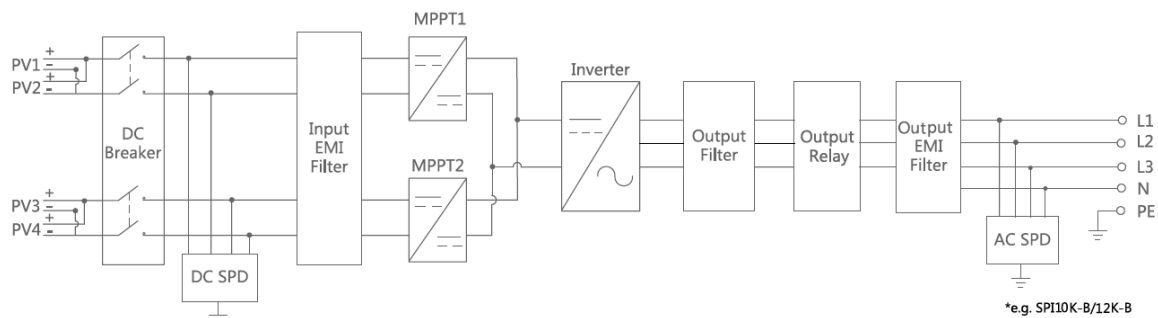 MPPT1
PV1
+
-
PV2
+
-
DC
Breaker
Input
EMI
Filter
Inverter
Output
Filter
Output
Relay
Output
EMI
Filter
L1
L2
L3
N
PE
MPPT2
PV3
+
-
PV4
+
-
DC SPD
AC SPD
*e.g. SPI10K-B/12K-B